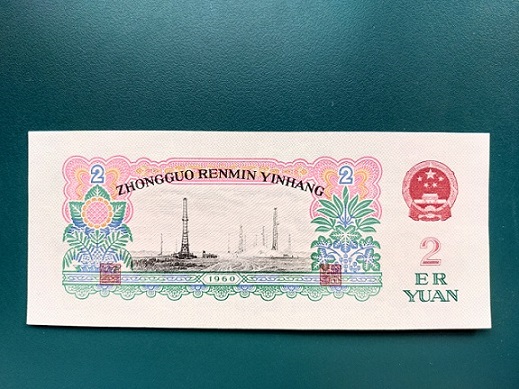 2
ZHONGGUO RENMIN YINHANG
2
1960
2
ER
YUAN